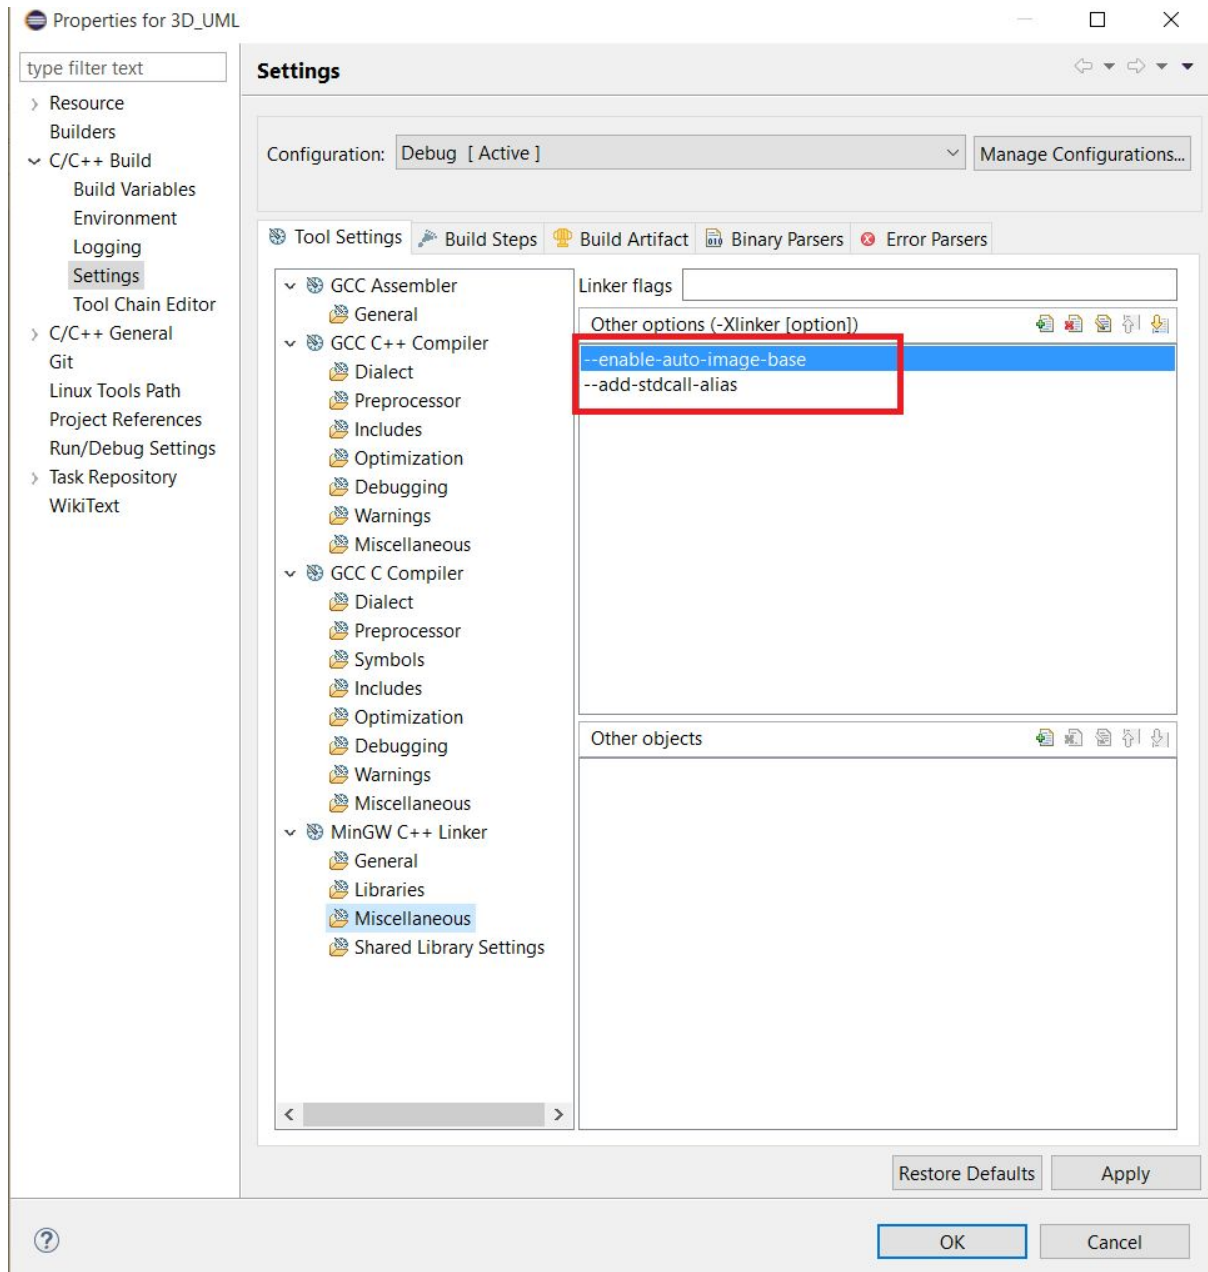 Properties for 3D_UML
type filter text
Resource
Builders
C/C++ Build
Build Variables
Environment
Logging
Settings
Tool Chain Editor
C/C++ General
Git
Linux Tools Path
Project References
Run/Debug Settings
Task Repository
WikiText
Settings
Configuration: Debug [ Active ] Manage Configurations...
Tool Settings Build Steps Build Artifact 010 Binary Parsers Error Parsers
GCC Assembler
General
GCC C++ Compiler
Dialect
Preprocessor
Includes
Optimization
Debugging
Warnings
Miscellaneous
GCC C Compiler
Dialect
Preprocessor
Symbols
Includes
Optimization
Debugging
Warnings
Miscellaneous
MinGW C++ Linker
General
Libraries
Miscellaneous
Shared Library Settings
Linker flags
Other options (-Xlinker [option])
--enable-auto-image-base
--add-stdcall-alias
Other objects
Restore Defaults Apply
? OK Cancel